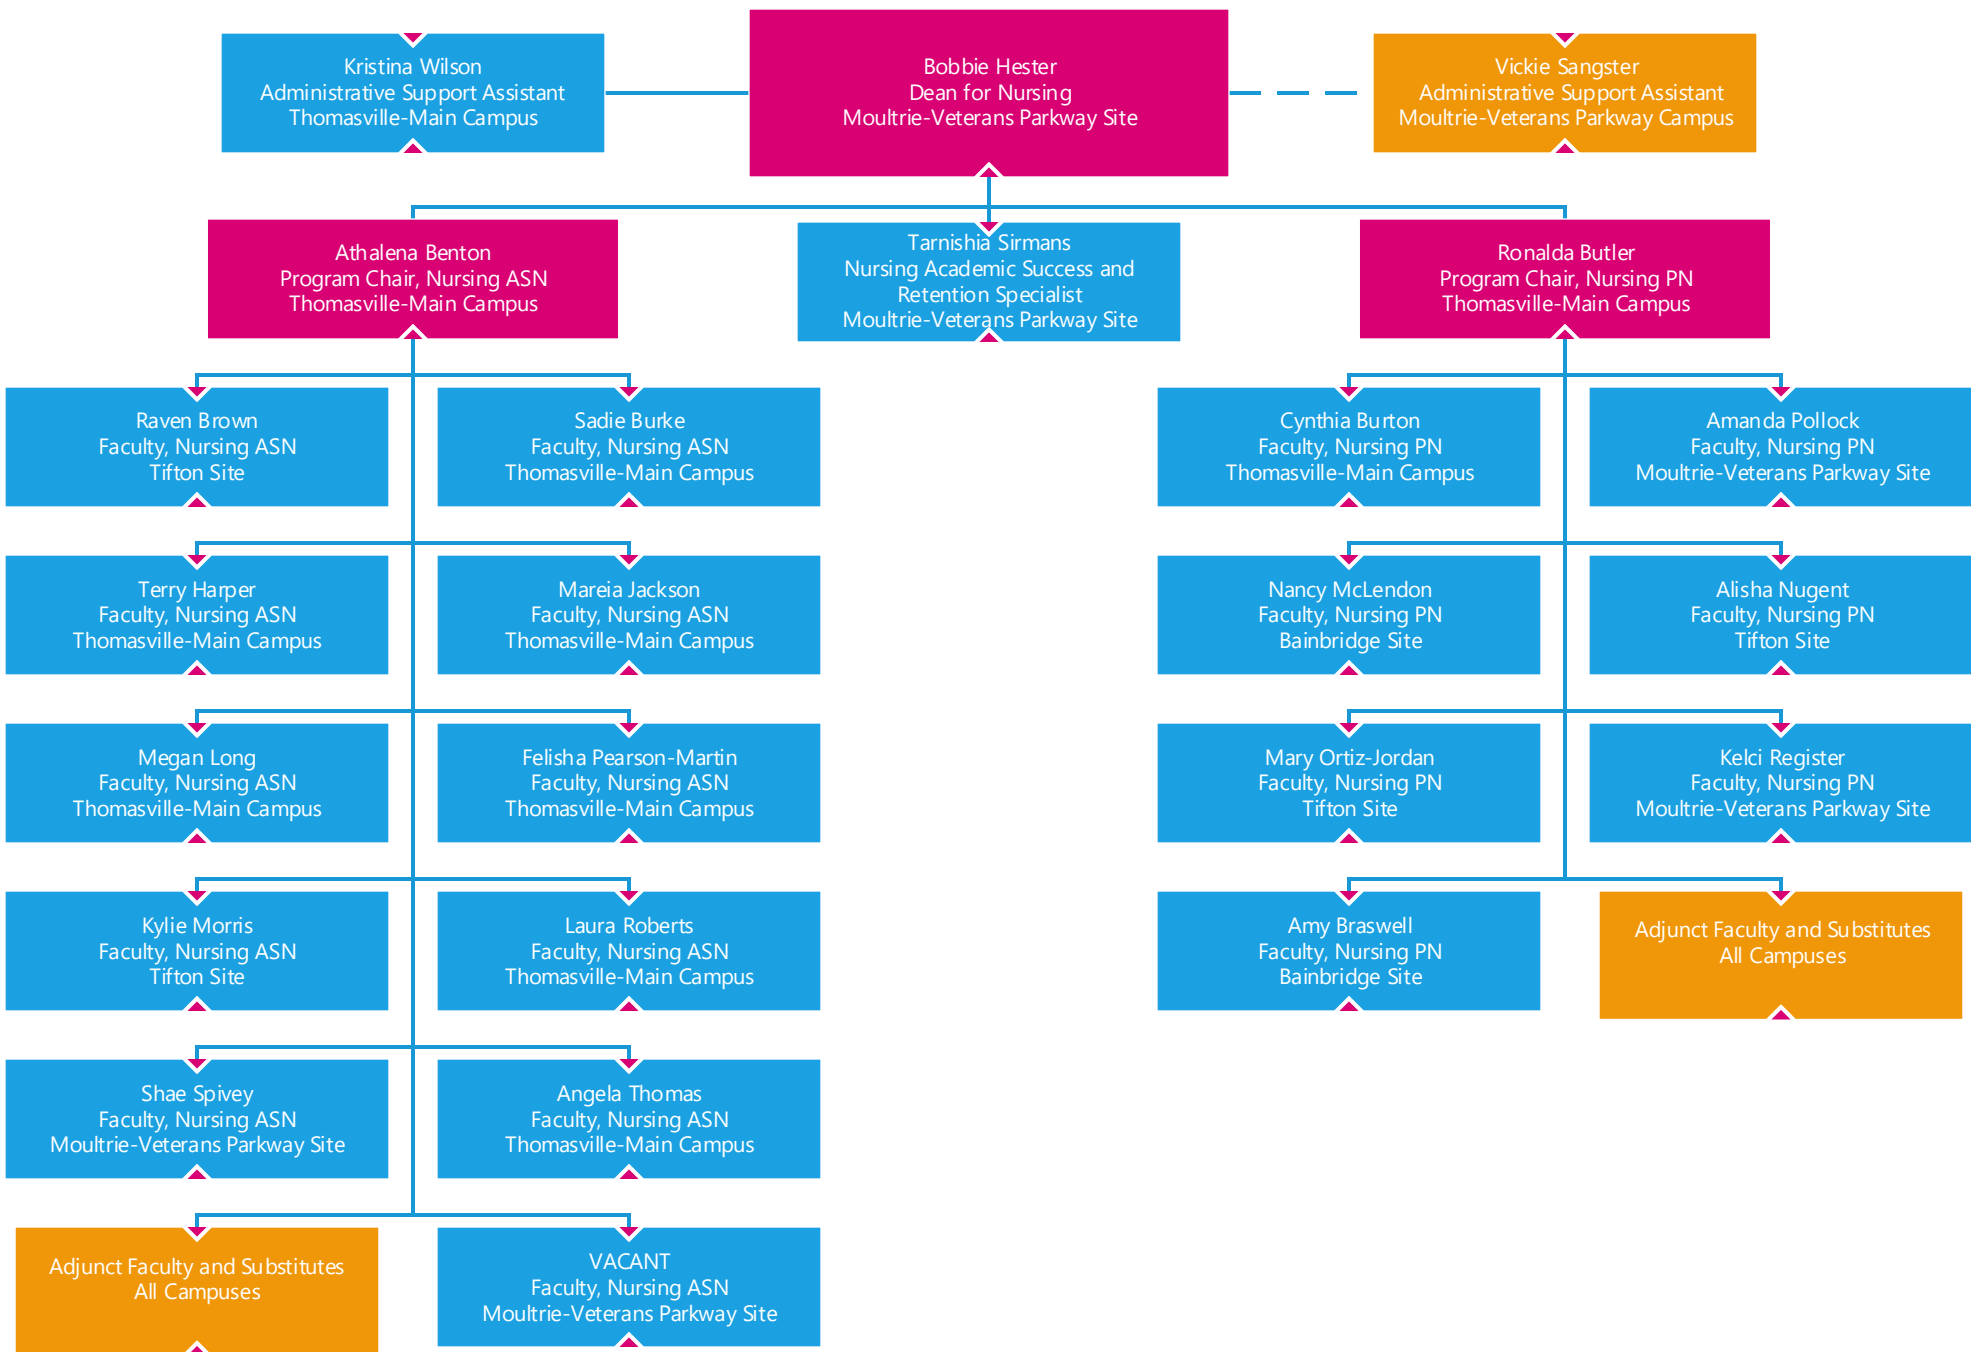 Kristina Wilson
Administrative Support Assistant
Thomasville-Main Campus
Bobbie Hester
Dean for Nursing
Moultrie-Veterans Parkway Site
Vickie Sangster
Administrative Support Assistant
Moultrie-Veterans Parkway Campus
Athalena Benton
Program Chair, Nursing ASN
Thomasville-Main Campus
Tarnishia Sirmans
Nursing Academic Success and
Retention Specialist
Moultrie-Veterans Parkway Site
Ronalda Butler
Program Chair, Nursing PN
Thomasville-Main Campus
Raven Brown
Faculty, Nursing ASN
Tifton Site
Sadie Burke
Faculty, Nursing ASN
Thomasville-Main Campus
Cynthia Burton
Faculty, Nursing PN
Thomasville-Main Campus
Amanda Pollock
Faculty, Nursing PN
Moultrie-Veterans Parkway Site
Terry Harper
Faculty, Nursing ASN
Thomasville-Main Campus
Mareia Jackson
Faculty, Nursing ASN
Thomasville-Main Campus
Nancy McLendon
Faculty, Nursing PN
Bainbridge Site
Alisha Nugent
Faculty, Nursing PN
Tifton Site
Megan Long
Faculty, Nursing ASN
Thomasville-Main Campus
Felisha Pearson-Martin
Faculty, Nursing ASN
Thomasville-Main Campus
Mary Ortiz-Jordan
Faculty, Nursing PN
Tifton Site
Kelci Register
Faculty, Nursing PN
Moultrie-Veterans Parkway Site
Kylie Morris
Faculty, Nursing ASN
Tifton Site
Laura Roberts
Faculty, Nursing ASN
Thomasville-Main Campus
Amy Braswell
Faculty, Nursing PN
Bainbridge Site
Adjunct Faculty and Substitutes
All Campuses
Shae Spivey
Faculty, Nursing ASN
Moultrie-Veterans Parkway Site
Angela Thomas
Faculty, Nursing ASN
Thomasville-Main Campus
Adjunct Faculty and Substitutes
All Campuses
VACANT
Faculty, Nursing ASN
Moultrie-Veterans Parkway Site